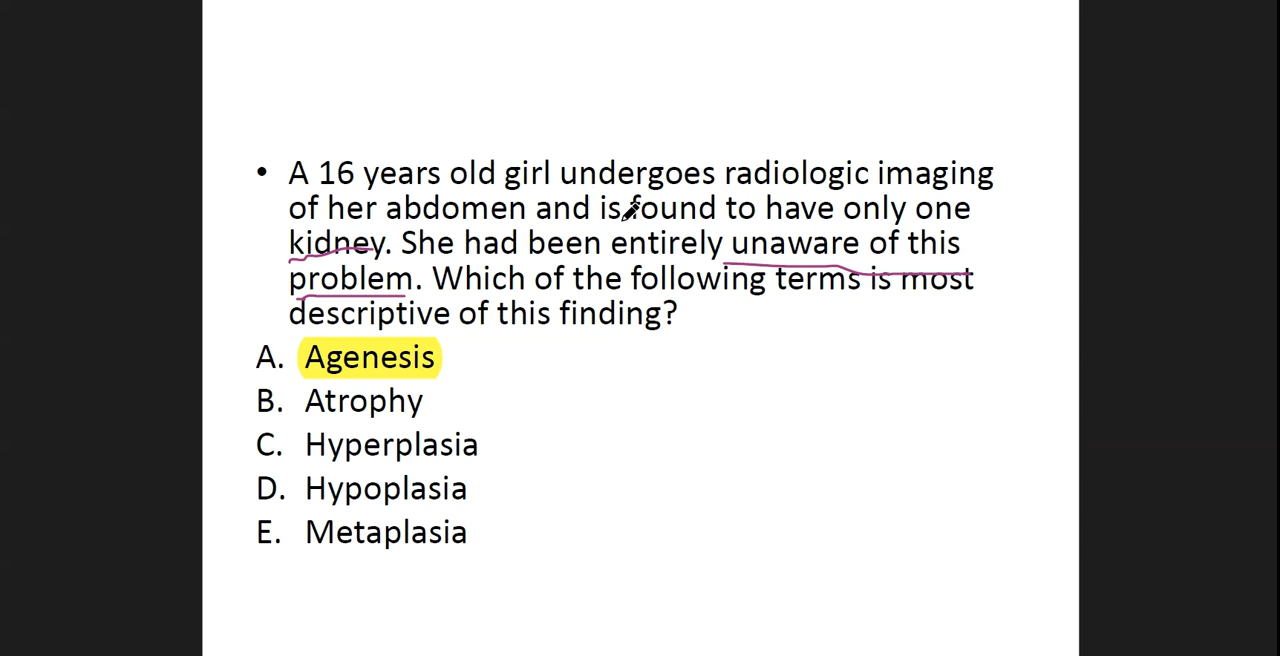 • A 16 years old girl undergoes radiologic imaging
of her abdomen and is found to have only one
kidney. She had been entirely unaware of this
problem. Which of the following terms is most
descriptive of this finding?
A. Agenesis
B. Atrophy
C. Hyperplasia
D. Hypoplasia
E. Metaplasia